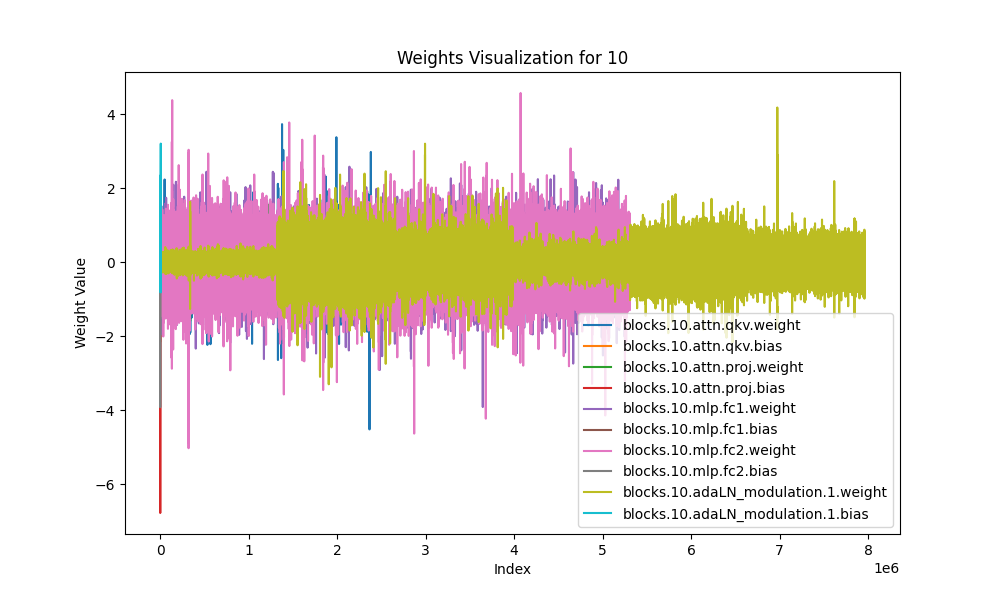 Weights Visualization for 10
Weight Value
4
2
0
−2
−4
−6
0 1 2 3 4 5 6 7 8
1e6
Index
blocks.10.attn.qkv.weight
blocks.10.attn.qkv.bias
blocks.10.attn.proj.weight
blocks.10.attn.proj.bias
blocks.10.mlp.fc1.weight
blocks.10.mlp.fc1.bias
blocks.10.mlp.fc2.weight
blocks.10.mlp.fc2.bias
blocks.10.adaLN_modulation.1.weight
blocks.10.adaLN_modulation.1.bias